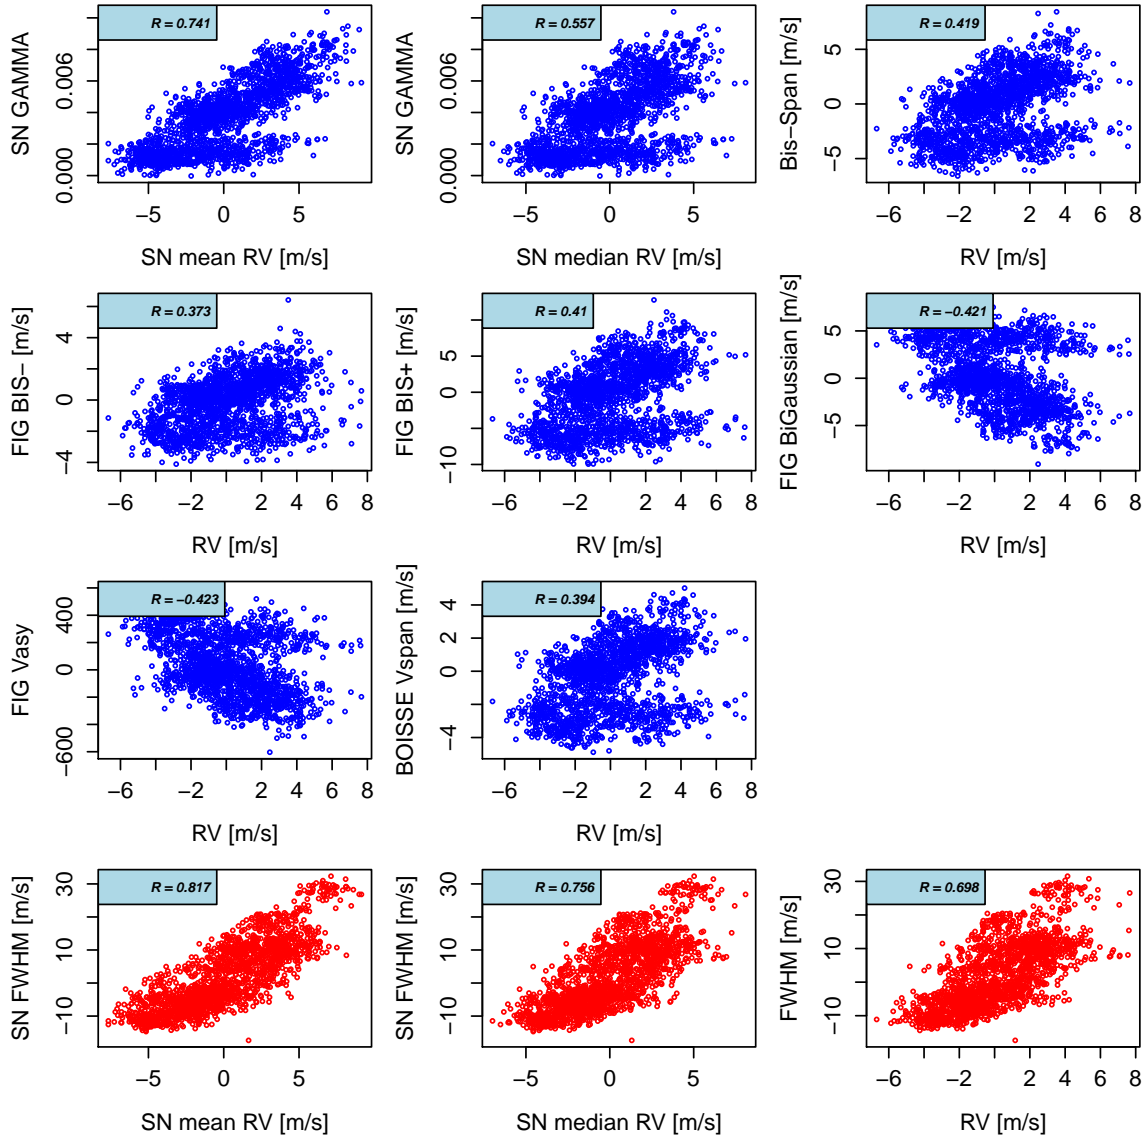 R = 0.741
SN GAMMA
0.000 0.006
−5 0 5
SN mean RV [m/s]
R = 0.557
SN GAMMA
0.000 0.006
−5 0 5
SN median RV [m/s]
R = 0.419
Bis−Span [m/s]
−5 0 5
−6 −2 0 2 4 6 8
RV [m/s]
R = 0.373
FIG BIS− [m/s]
−4 0 4
−6 −2 0 2 4 6 8
RV [m/s]
R = 0.41
FIG BIS+ [m/s]
−10 0 5
−6 −2 0 2 4 6 8
RV [m/s]
R = −0.421
FIG BiGaussian [m/s]
−5 0 5
−6 −2 0 2 4 6 8
RV [m/s]
R = −0.423
FIG Vasy
−600 0 400
−6 −2 0 2 4 6 8
RV [m/s]
R = 0.394
BOISSE Vspan [m/s]
−4 0 2 4
−6 −2 0 2 4 6 8
RV [m/s]
R = 0.817
SN FWHM [m/s]
−10 10 30
−5 0 5
SN mean RV [m/s]
R = 0.756
SN FWHM [m/s]
−10 10 30
−5 0 5
SN median RV [m/s]
R = 0.698
FWHM [m/s]
−10 10 30
−6 −2 0 2 4 6 8
RV [m/s]